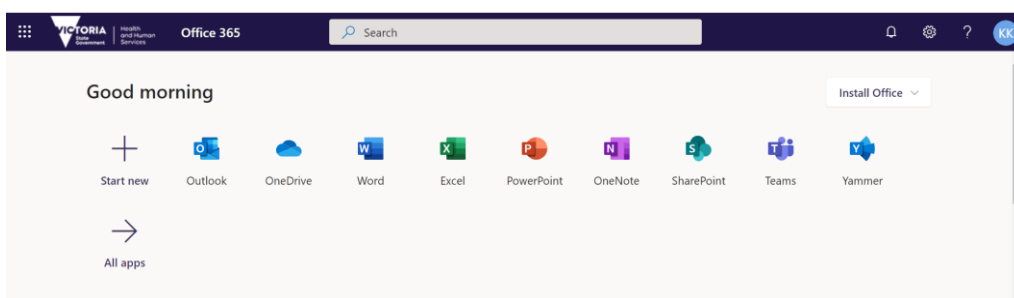 VICTORIA
State
Government
Health
and Human
Services
Office 365
Search
?
KK
Good morning
Install Office
Start new
Outlook
OneDrive
Word
Excel
PowerPoint
OneNote
SharePoint
Teams
Yammer
All apps